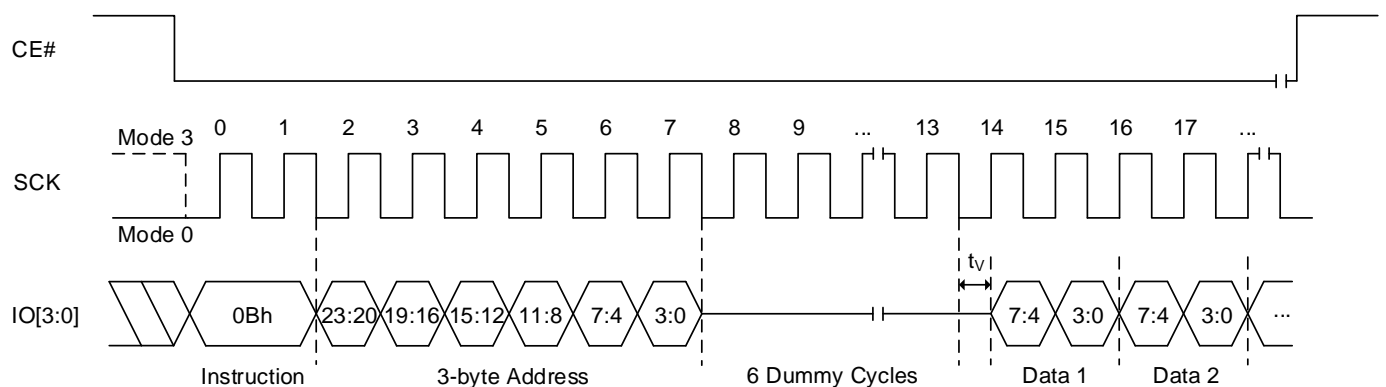 CE#
0 1 2 3 4 5 6 7 8 9 ... 13 14 15 16 17 ...
Mode 3
SCK
Mode 0
tV
IO[3:0] 0Bh 23:20 19:16 15:12 11:8 7:4 3:0 7:4 3:0 7:4 3:0 ...
Instruction 3-byte Address 6 Dummy Cycles Data 1 Data 2